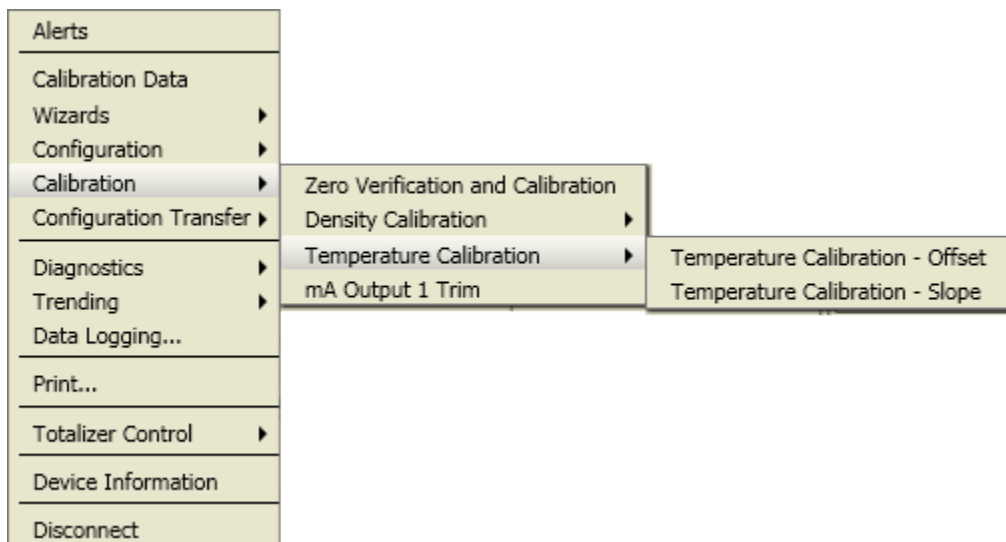 Alerts
Calibration Data
Wizards
Configuration
Calibration
Configuration Transfer
Diagnostics
Trending
Data Logging...
Print...
Totalizer Control
Device Information
Disconnect
Zero Verification and Calibration
Density Calibration
Temperature Calibration
mA Output 1 Trim
Temperature Calibration - Offset
Temperature Calibration - Slope